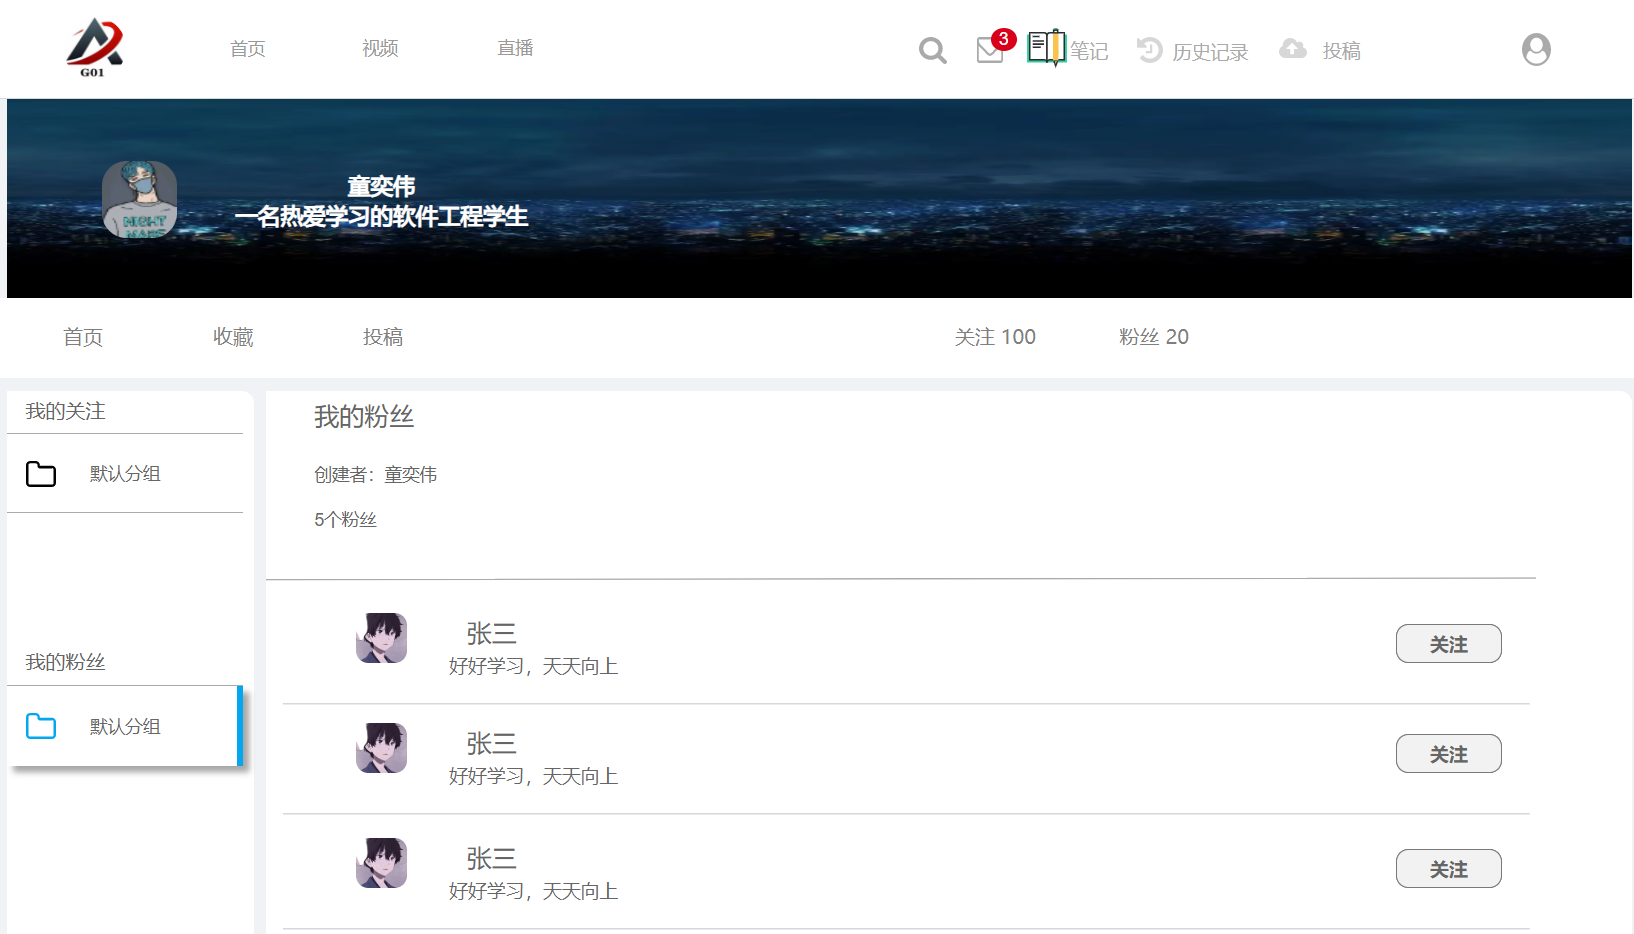 G01
首页
视频
直播
3
笔记
历史记录
投稿
NIGHT
童奕伟
一名热爱学习的软件工程学生
首页
收藏
投稿
关注 100
粉丝 20
我的关注
默认分组
我的粉丝
默认分组
我的粉丝
创建者：童奕伟
5个粉丝
张三
好好学习，天天向上
关注
张三
好好学习，天天向上
关注
张三
好好学习，天天向上
关注